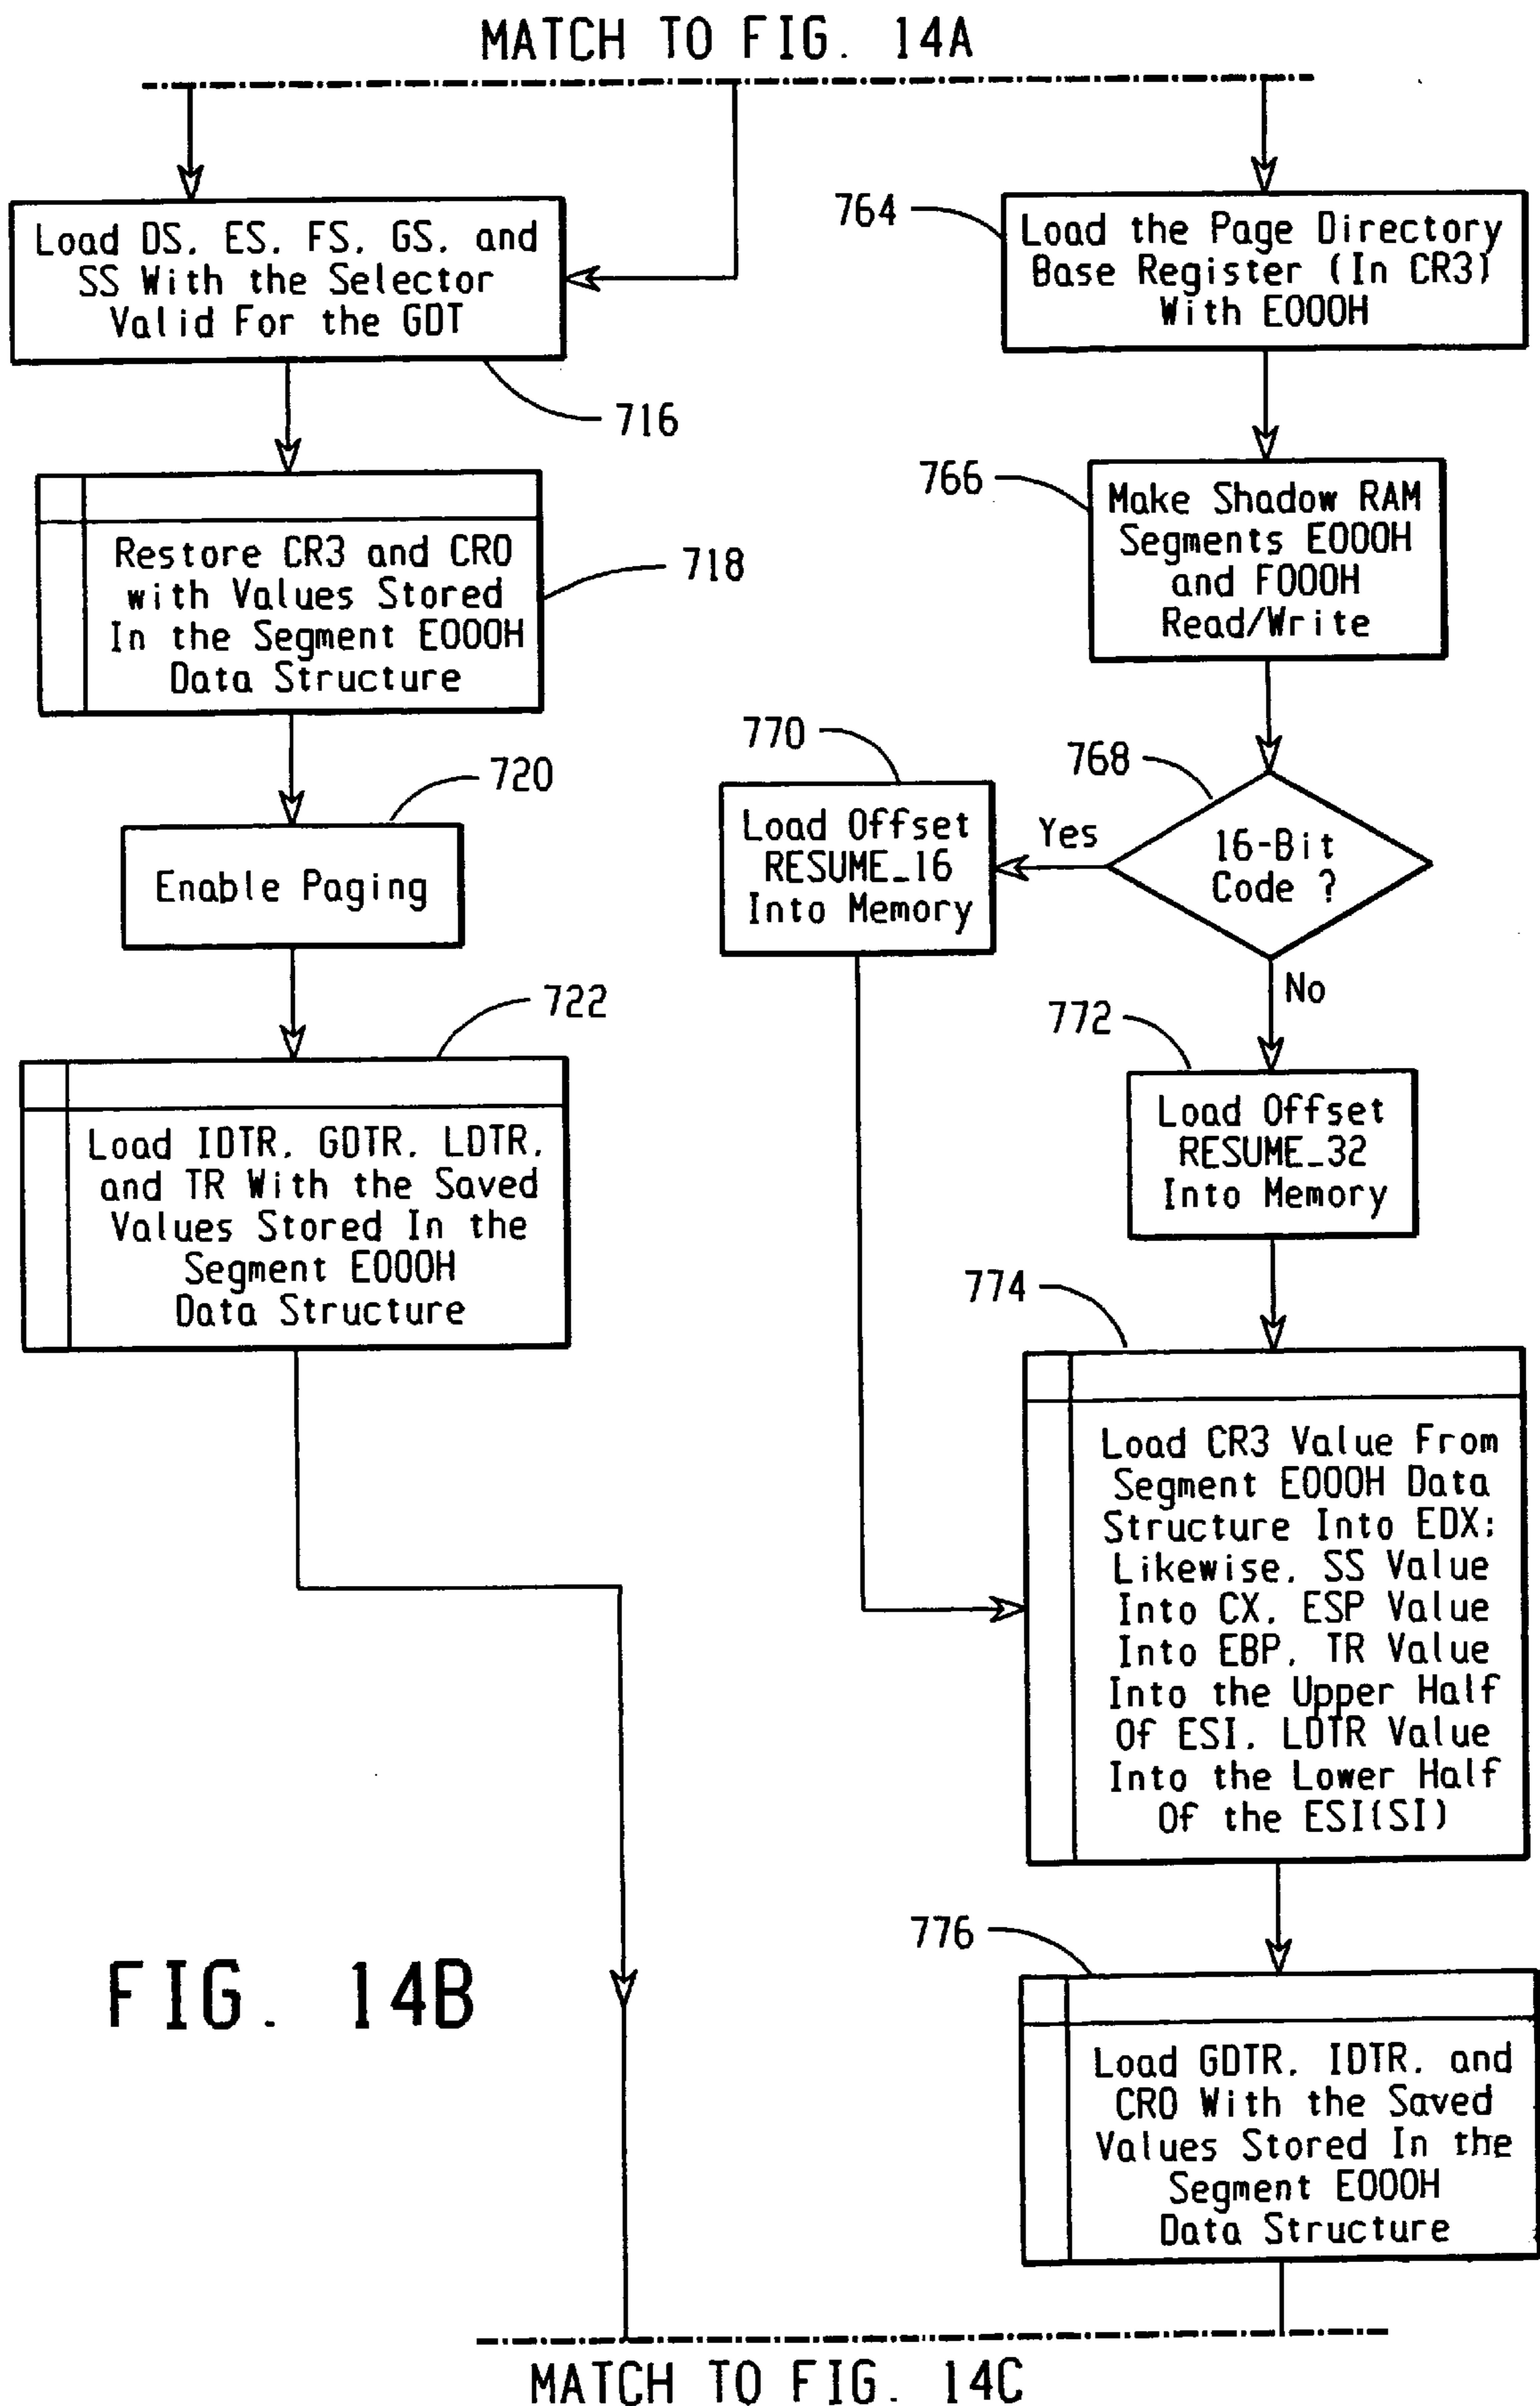 MATCH TO FIG. 14A
Load DS, ES, FS, GS, and
SS With the Selector
Valid For the GDT
716
Restore CR3 and CR0
with Values Stored
In the Segment E000H
Data Structure
718
720
Enable Paging
722
Load IDTR, GDTR, LDTR,
and TR With the Saved
Values Stored In the
Segment E000H
Data Structure
764
Load the Page Directory
Base Register (In CR3)
With E000H
766
Make Shadow RAM
Segments E000H
and F000H
Read/Write
768
16-Bit
Code ?
Yes
No
770
Load Offset
RESUME_16
Into Memory
772
Load Offset
RESUME_32
Into Memory
774
Load CR3 Value From
Segment E000H Data
Structure Into EDX;
Likewise, SS Value
Into CX, ESP Value
Into EBP, TR Value
Into the Upper Half
Of ESI, LDTR Value
Into the Lower Half
Of the ESI(SI)
776
Load GDTR, IDTR, and
CR0 With the Saved
Values Stored In the
Segment E000H
Data Structure
FIG. 14B
MATCH TO FIG. 14C